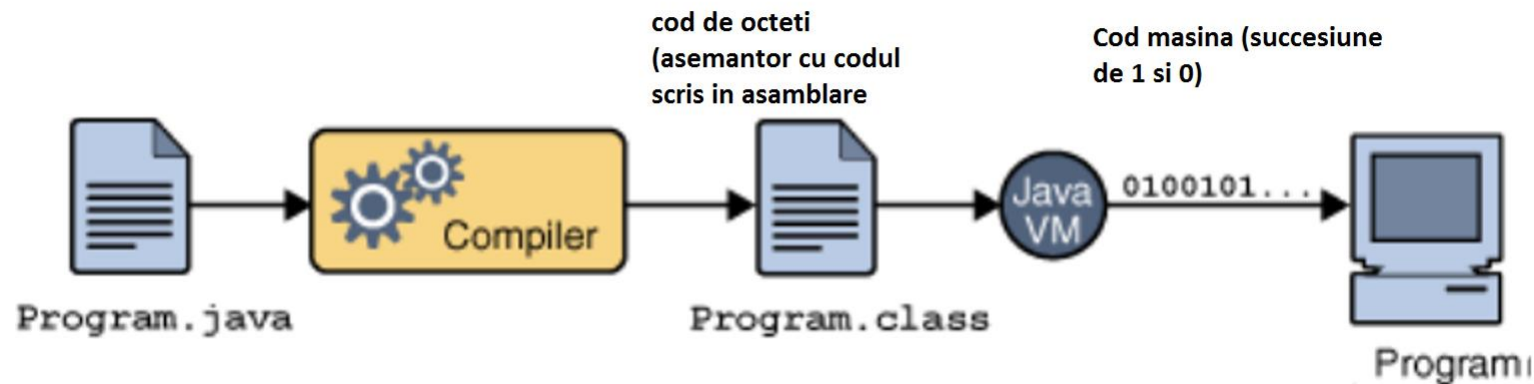 cod de octeti
(asemantor cu codul
scris in asamblare
Cod masina (succesiune
de 1 si 0)
Compiler
Java
VM
0100101...
Program.java
Program.class
Program